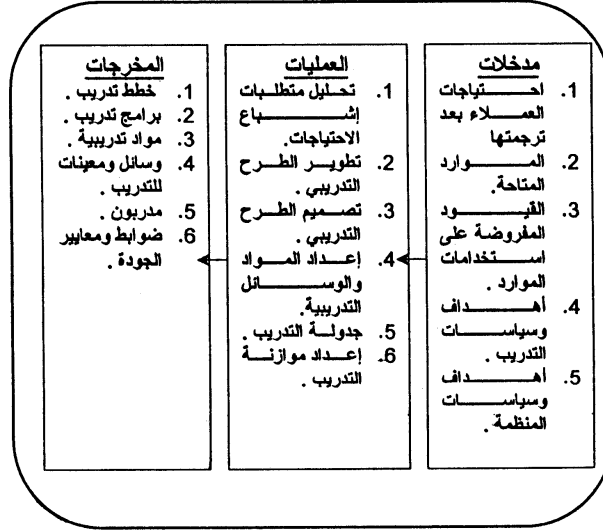 مدخلات
1. احتياجات
العملاء بعد
ترجمتها
2. الموارد
المتاحة.
3. القيود
المفروضة على
استخدامات
الموارد .
4. أهداف
وسياسات
التدريب .
5. أهداف
وسياسات
المنظمة .
العمليات
1. تحليل متطلبات
إشباع
الاحتياجات.
2. تطوير الطرح
التدريبي .
3. تصميم الطرح
التدريبي .
4. إعداد المواد
والوسائل
التدريبية.
5. جدولة التدريب .
6. إعداد موازنة
التدريب .
المخرجات
1. خطط تدريب .
2. برامج تدريب .
3. مواد تدريبية .
4. وسائل ومعينات
للتدريب .
5. مدربون .
6. ضوابط ومعايير
الجودة .